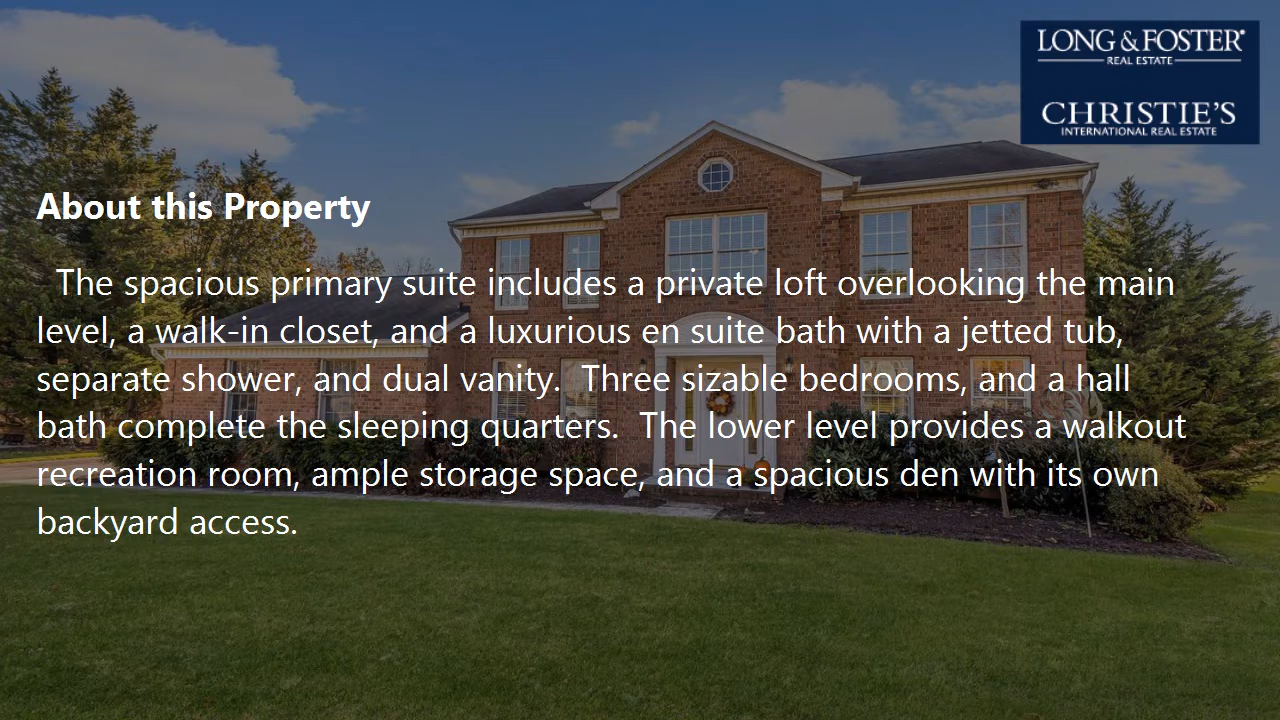 LONG & FOSTER®
REAL ESTATE
CHRISTIE'S
INTERNATIONAL REAL ESTATE
About this Property
The spacious primary suite includes a private loft overlooking the main
level, a walk-in closet, and a luxurious en suite bath with a jetted tub,
separate shower, and dual vanity.  Three sizable bedrooms, and a hall
bath complete the sleeping quarters.  The lower level provides a walkout
recreation room, ample storage space, and a spacious den with its own
backyard access.